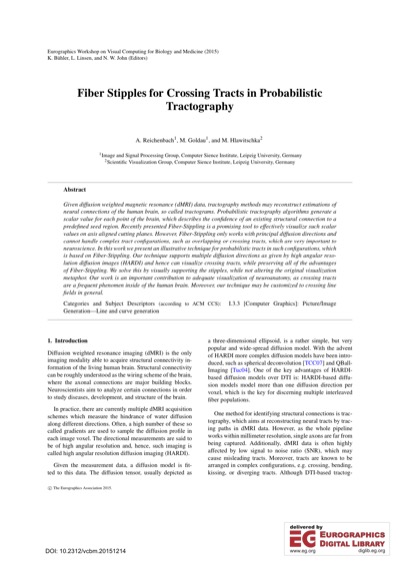 Eurographics Workshop on Visual Computing for Biology and Medicine (2015)
K. Bühler, L. Linsen, and N. W. John (Editors)
Fiber Stipples for Crossing Tracts in Probabilistic
Tractography
A. Reichenbach1, M. Goldau1, and M. Hlawitschka2
1Image and Signal Processing Group, Computer Sience Institute, Leipzig University, Germany
2Scientific Visualization Group, Computer Sience Institute, Leipzig University, Germany
Abstract
Given diffusion weighted magnetic resonance (dMRI) data, tractography methods may reconstruct estimations of
neural connections of the human brain, so called tractograms. Probabilistic tractography algorithms generate a
scalar value for each point of the brain, which describes the confidence of an existing structural connection to a
predefined seed region. Recently presented Fiber-Stippling is a promising tool to effectively visualize such scalar
values on axis aligned cutting planes. However, Fiber-Stippling only works with principal diffusion directions and
cannot handle complex tract configurations, such as overlapping or crossing tracts, which are very important to
neuroscience. In this work we present an illustrative technique for probabilistic tracts in such configurations, which
is based on Fiber-Stippling. Our technique supports multiple diffusion directions as given by high angular reso-
lution diffusion images (HARDI) and hence can visualize crossing tracts, while preserving all of the advantages
of Fiber-Stippling. We solve this by visually supporting the stipples, while not altering the original visualization
metaphor. Our work is an important contribution to adequate visualization of neuroanatomy, as crossing tracts
are a frequent phenomenon inside of the human brain. Moreover, our technique may be customized to crossing line
fields in general.
Categories and Subject Descriptors (according to ACM CCS): I.3.3 [Computer Graphics]: Picture/Image
Generation—Line and curve generation
1. Introduction
Diffusion weighted resonance imaging (dMRI) is the only
imaging modality able to acquire structural connectivity in-
formation of the living human brain. Structural connectivity
can be roughly understood as the wiring scheme of the brain,
where the axonal connections are major building blocks.
Neuroscientists aim to analyze certain connections in order
to study diseases, development, and structure of the brain.
In practice, there are currently multiple dMRI acquisition
schemes which measure the hindrance of water diffusion
along different directions. Often, a high number of these so
called gradients are used to sample the diffusion profile in
each image voxel. The directional measurements are said to
be of high angular resolution and, hence, such imaging is
called high angular resolution diffusion imaging (HARDI).
Given the measurement data, a diffusion model is fit-
ted to this data. The diffusion tensor, usually depicted as
© The Eurographics Association 2015.
a three-dimensional ellipsoid, is a rather simple, but very
popular and wide-spread diffusion model. With the advent
of HARDI more complex diffusion models have been intro-
duced, such as spherical deconvolution [TCC07] and QBall-
Imaging [Tuc04]. One of the key advantages of HARDI-
based diffusion models over DTI is: HARDI-based diffu-
sion models model more than one diffusion direction per
voxel, which is the key for discerning multiple interleaved
fiber populations.
One method for identifying structural connections is trac-
tography, which aims at reconstructing neural tracts by trac-
ing paths in dMRI data. However, as the whole pipeline
works within millimeter resolution, single axons are far from
being captured. Additionally, dMRI data is often highly
affected by low signal to noise ratio (SNR), which may
cause misleading tracts. Moreover, tracts are known to be
arranged in complex configurations, e.g. crossing, bending,
kissing, or diverging tracts. Although DTI-based tractog-
DOI: 10.2312/vcbm.20151214
delivered by
EG EUROGRAPHICS
DIGITAL LIBRARY
www.eg.org diglib.eg.org